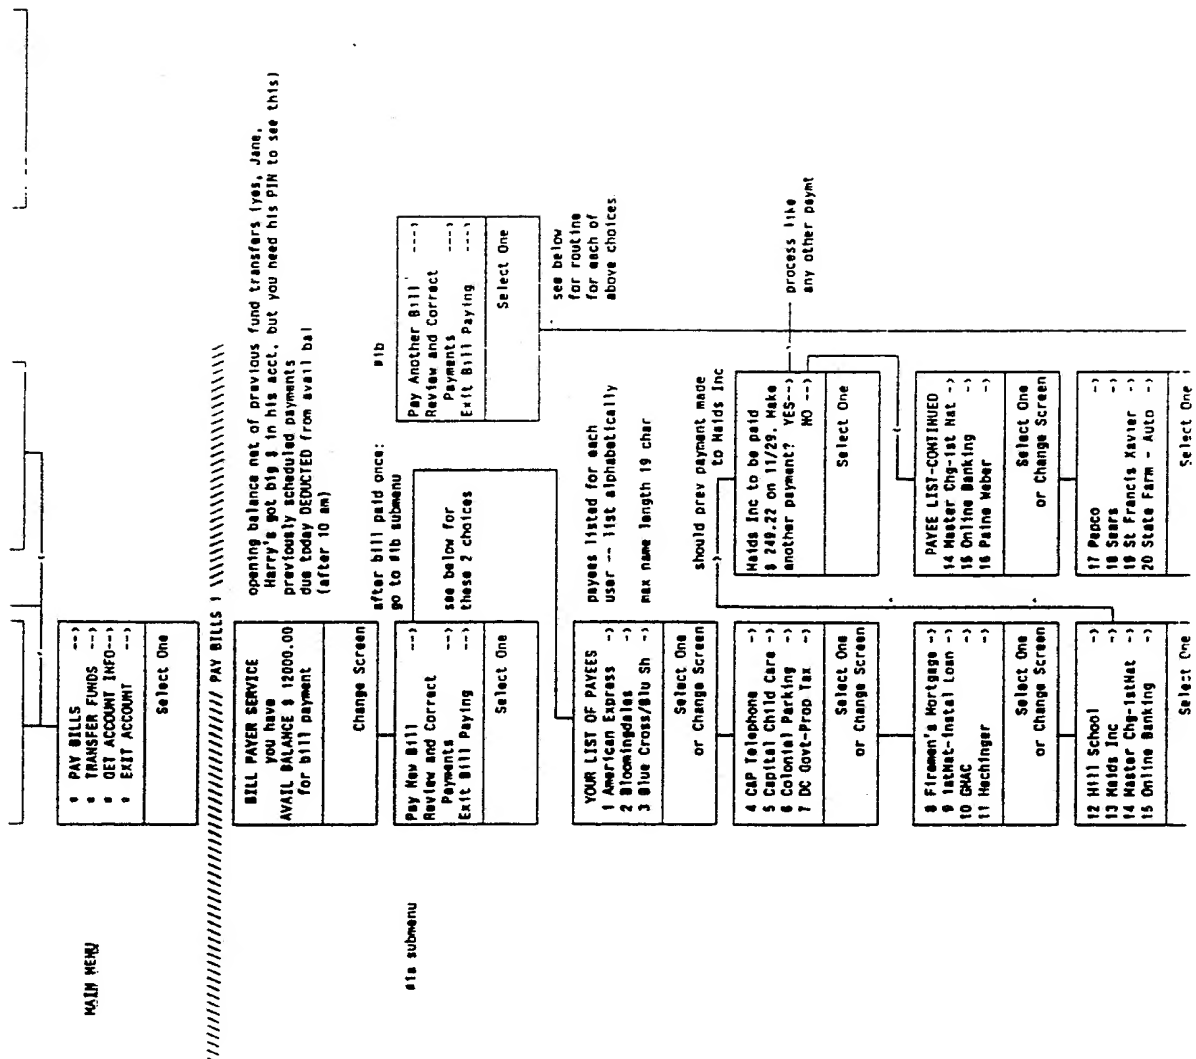 MAIN MENU
* PAY BILLS -->
* TRANSFER FUNDS -->
* GET ACCOUNT INFO-->
* EXIT ACCOUNT -->
Select One
////////// PAY BILLS 1 \\\\\\\\\\
BILL PAYER SERVICE
you have
AVAIL BALANCE $ 12000.00
for bill payment
Change Screen
opening balance net of previous fund transfers (yes, Jane,
Harry's got big $ in his acct, but you need his PIN to see this)
previously scheduled payments
due today DEDUCTED from avail bal
(after 10 am)
#1a submenu
Pay New Bill -->
Review and Correct
Payments -->
Exit Bill Paying -->
Select One
after bill paid once:
go to #1b submenu
see below for
these 2 choices
#1b
Pay Another Bill --->
Review and Correct
Payments --->
Exit Bill Paying --->
Select One
see below
for routine
for each of
above choices
YOUR LIST OF PAYEES
1 American Express ->
2 Bloomingdales ->
3 Blue Cross/Blu Sh ->
Select One
or Change Screen
payees listed for each
user -- list alphabetically
max name length 19 char
4 C&P Telephone ->
5 Capital Child Care ->
6 Colonial Parking ->
7 DC Govt-Prop Tax ->
Select One
or Change Screen
should prev payment made
to Maids Inc
Maids Inc to be paid
$ 249.22 on 11/29. Make
another payment? YES-->
NO -->
Select One
process like
any other paymt
8 Firemen's Mortgage ->
9 1stNat-Instal Loan ->
10 GMAC ->
11 Hechinger ->
Select One
or Change Screen
PAYEE LIST-CONTINUED
14 Master Chg-1st Nat ->
15 Online Banking ->
16 Paine Weber ->
Select One
or Change Screen
12 Hill School ->
13 Maids Inc ->
14 Master Chg-1stNat ->
15 Online Banking ->
Select One
17 Pepco ->
18 Sears ->
19 St Francis Xavier ->
20 State Farm - Auto ->
Select One